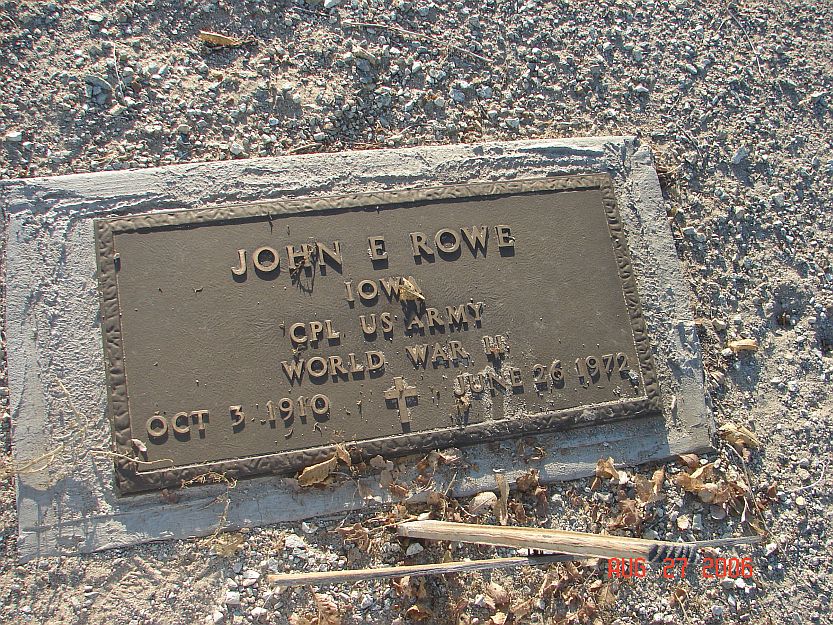 JOHN E ROWE
IOWA
CPL US ARMY
WORLD WAR II
OCT 3 1910 JUNE 26 1972
AUG 27 2006